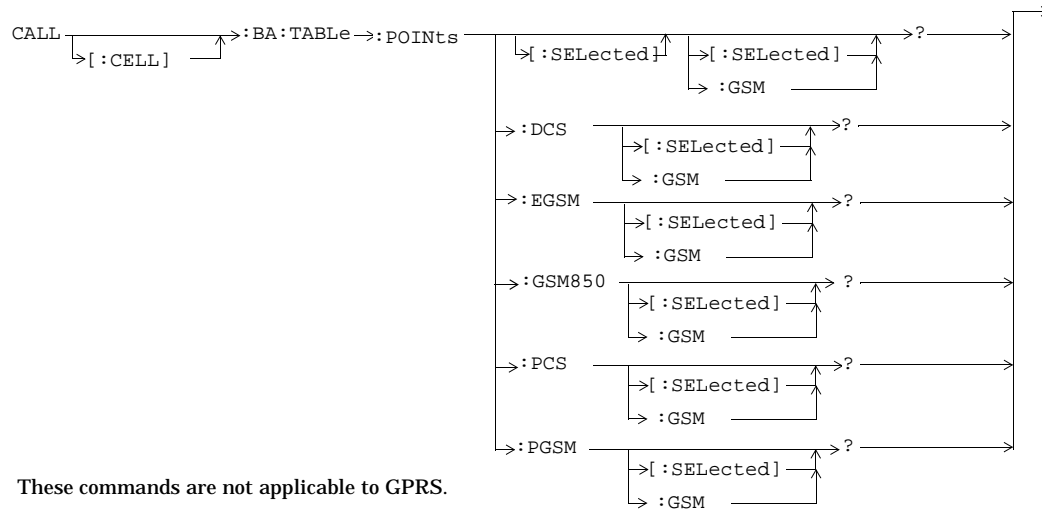 CALL :BA:TABLe :POINts ?
[:CELL] [:SELected] [:SELected]
:GSM
:DCS ?
[:SELected]
:GSM
:EGSM ?
[:SELected]
:GSM
:GSM850 ?
[:SELected]
:GSM
:PCS ?
[:SELected]
:GSM
:PGSM ?
[:SELected]
:GSM
These commands are not applicable to GPRS.